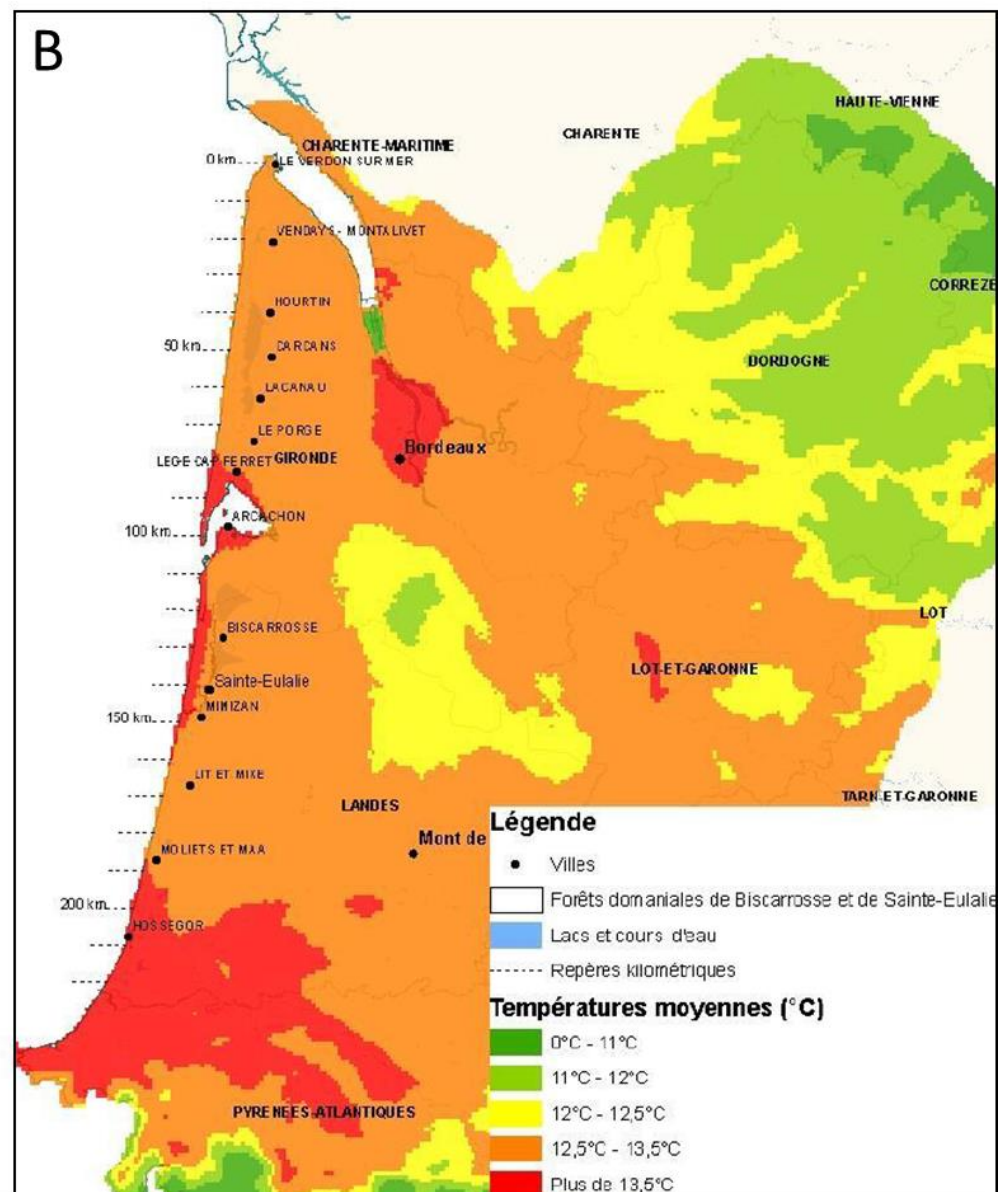 B
HAUTE-VIENNE
CHARENTE
CHARENTE-MARITIME
0 km
LE VERDON SUR MER
VENDAYS - MONTALIVET
CORREZE
HOURTIN
50 km
CARCANS
DORDOGNE
LACANAU
LE PORGE
Bordeaux
LEGE CAP FERRET
GIRONDE
ARCACHON
100 km
LOT
BISCARROSSE
LOT-ET-GARONNE
Sainte-Eulalie
MIMIZAN
150 km
LIT ET MIXE
TARN-ET-GARONNE
LANDES
Mont de
MOLIETS ET MAA
200 km
HOSSEGOR
PYRENEES-ATLANTIQUES
Légende
Villes
Forêts domaniales de Biscarrosse et de Sainte-Eulalie
Lacs et cours d'eau
Repères kilométriques
Températures moyennes (°C)
0°C - 11°C
11°C - 12°C
12°C - 12,5°C
12,5°C - 13,5°C
Plus de 13,5°C